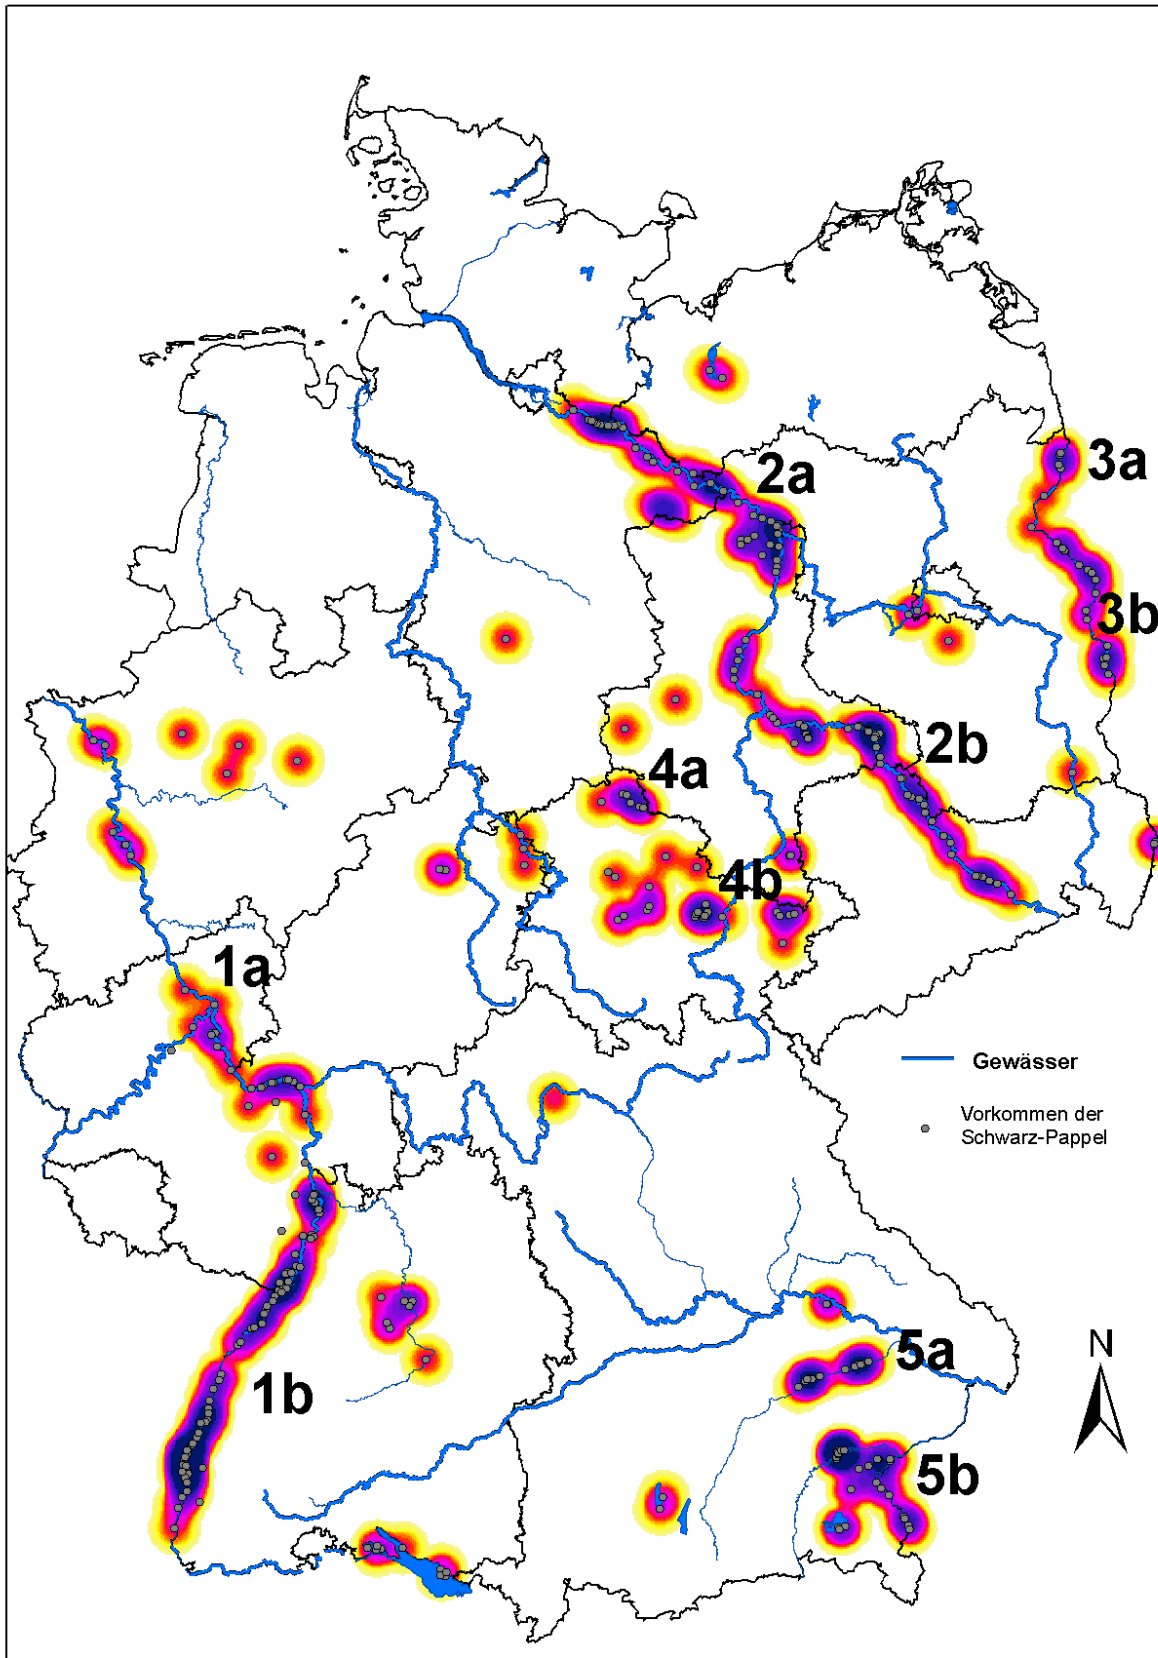 3a
2a
3b
2b
4a
4b
1a
Gewässer
Vorkommen der
Schwarz-Pappel
N
5a
1b
5b